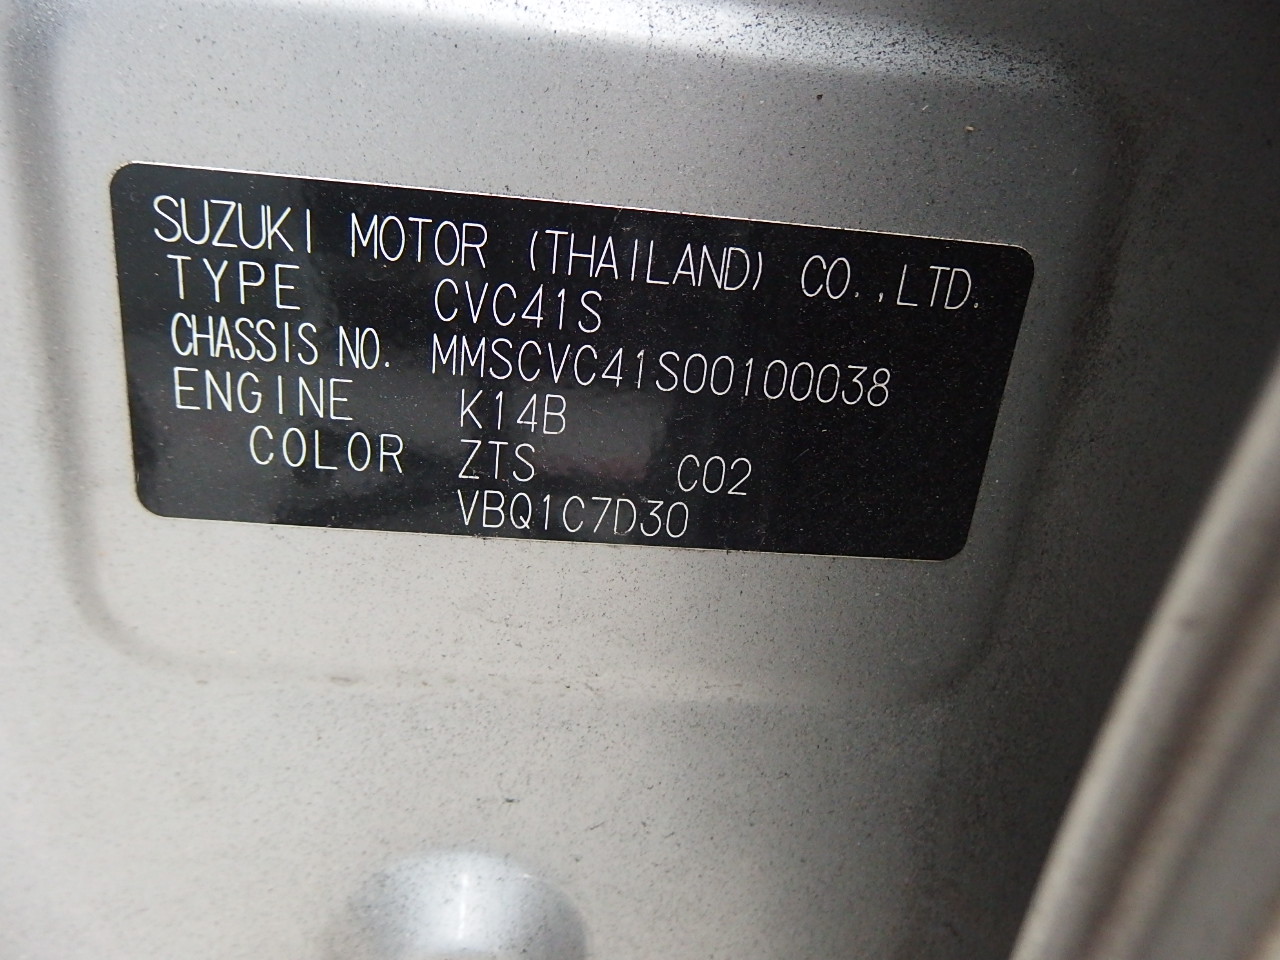 SUZUKI MOTOR (THAILAND) CO.,LTD.
TYPE CVC41S
CHASSIS NO. MMSCVC41S00100038
ENGINE K14B
COLOR ZTS C02
VBQ1C7D30